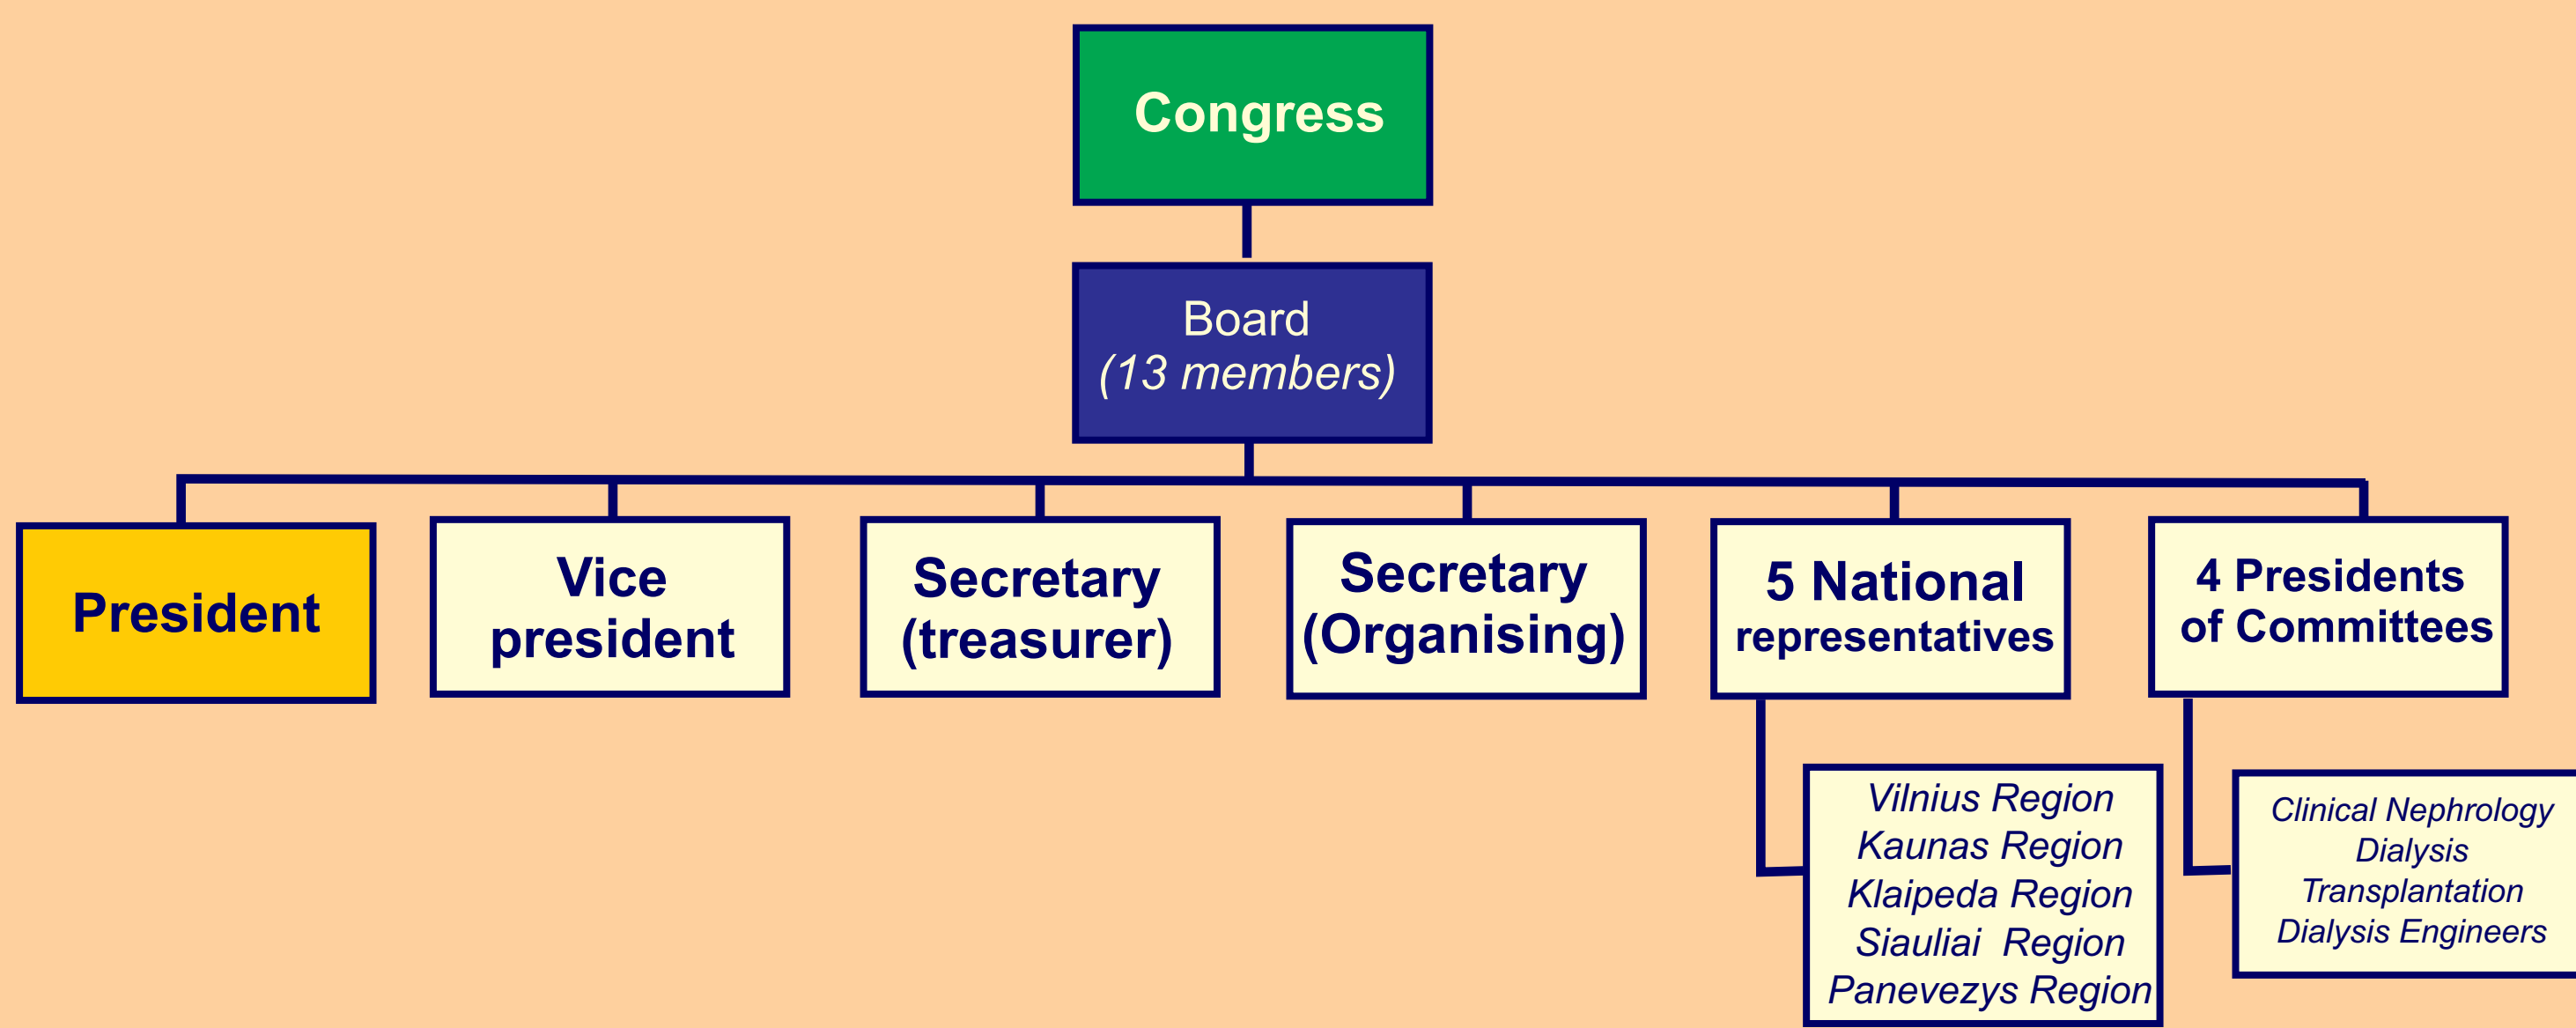 Congress
Board
(13 members)
President
Vice
president
Secretary
(treasurer)
Secretary
(Organising)
5 National
representatives
4 Presidents
of Committees
Vilnius Region
Kaunas Region
Klaipeda Region
Siauliai  Region
Panevezys Region
Clinical Nephrology
Dialysis
Transplantation
Dialysis Engineers